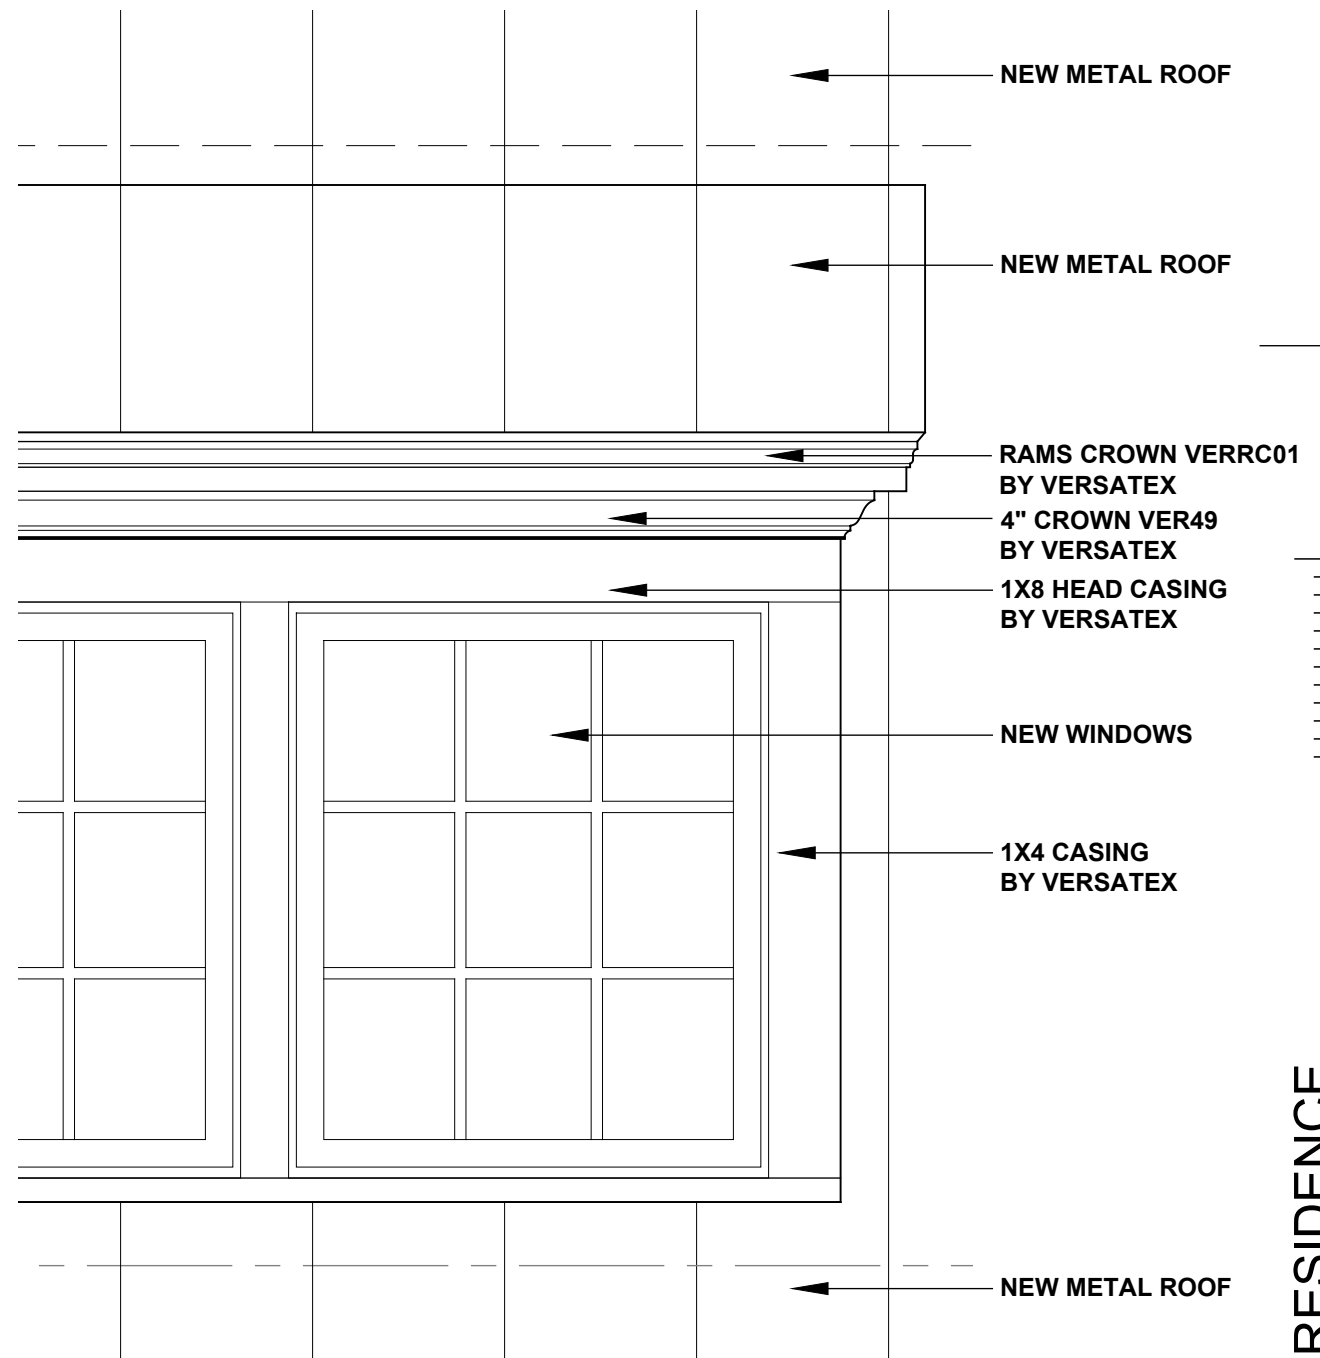 NEW METAL ROOF
NEW METAL ROOF
RAMS CROWN VERRC01
BY VERSATEX
4" CROWN VER49
BY VERSATEX
1X8 HEAD CASING
BY VERSATEX
NEW WINDOWS
1X4 CASING
BY VERSATEX
NEW METAL ROOF
RESIDENCE